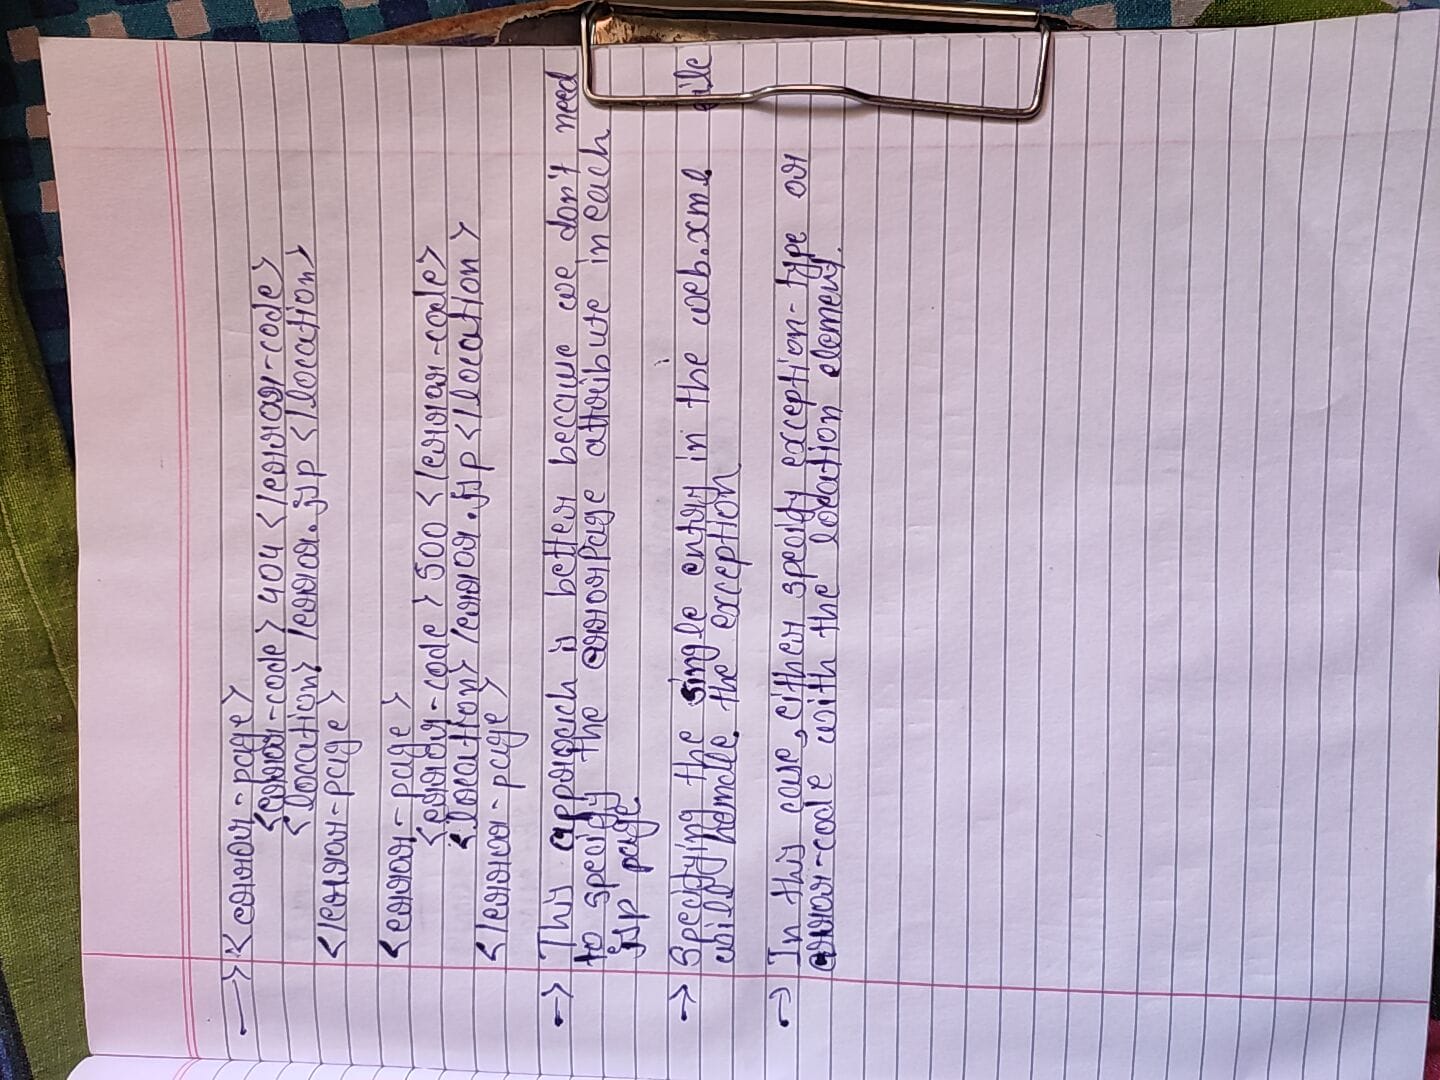 → <error-page>
<error-code> 404 </error-code>
<location> /error.jsp </location>
</error-page>
<error-page>
<error-code> 500 </error-code>
<location> /error.jsp </location>
</error-page>
→ This approach is better because we don't need
to specify the errorPage attribute in each
jsp page
→ Specifying the single entry in the web.xml file
will handle the exception
→ In this case, either specify exception-type or
error-code with the location element.